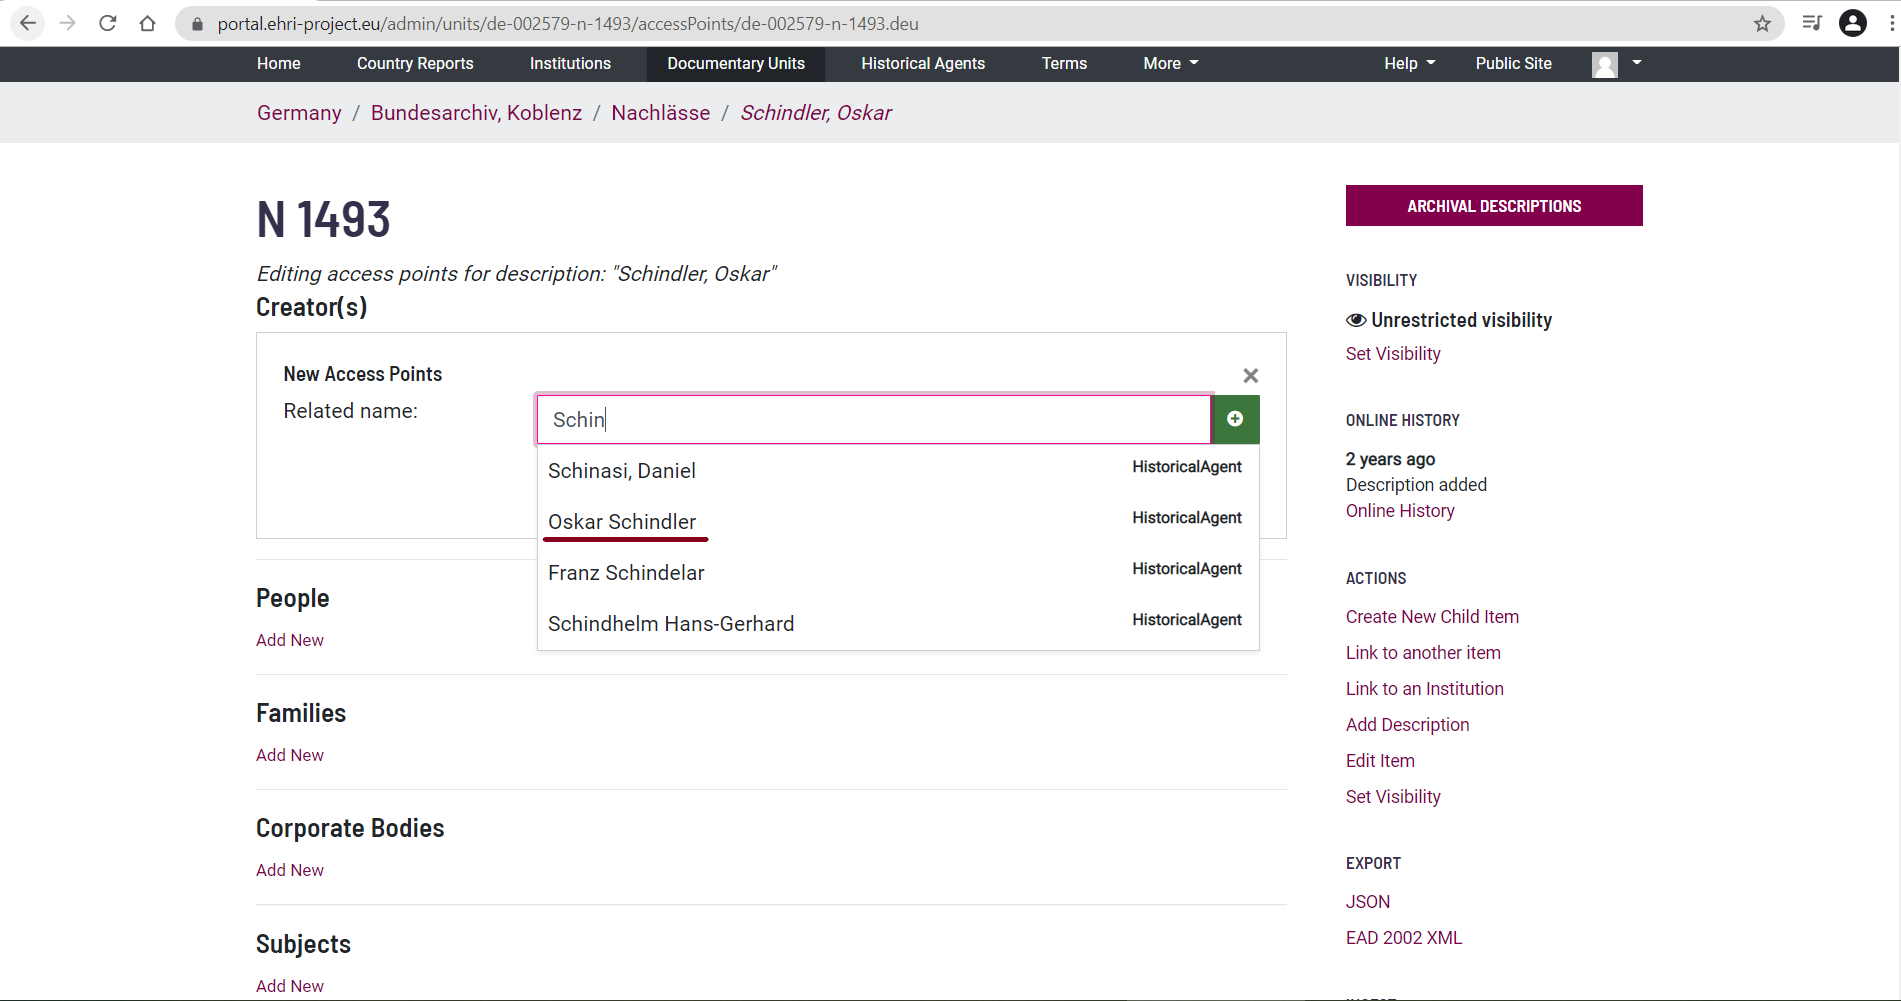 portal.ehri-project.eu/admin/units/de-002579-n-1493/accessPoints/de-002579-n-1493.deu
Home Country Reports Institutions Documentary Units Historical Agents Terms More Help Public Site
Germany / Bundesarchiv, Koblenz / Nachlässe / Schindler, Oskar
N 1493
Editing access points for description: "Schindler, Oskar"
Creator(s)
New Access Points
Related name:
Schin
Schinasi, Daniel HistoricalAgent
Oskar Schindler HistoricalAgent
Franz Schindelar HistoricalAgent
Schindhelm Hans-Gerhard HistoricalAgent
People
Add New
Families
Add New
Corporate Bodies
Add New
Subjects
Add New
ARCHIVAL DESCRIPTIONS
VISIBILITY
Unrestricted visibility
Set Visibility
ONLINE HISTORY
2 years ago
Description added
Online History
ACTIONS
Create New Child Item
Link to another item
Link to an Institution
Add Description
Edit Item
Set Visibility
EXPORT
JSON
EAD 2002 XML